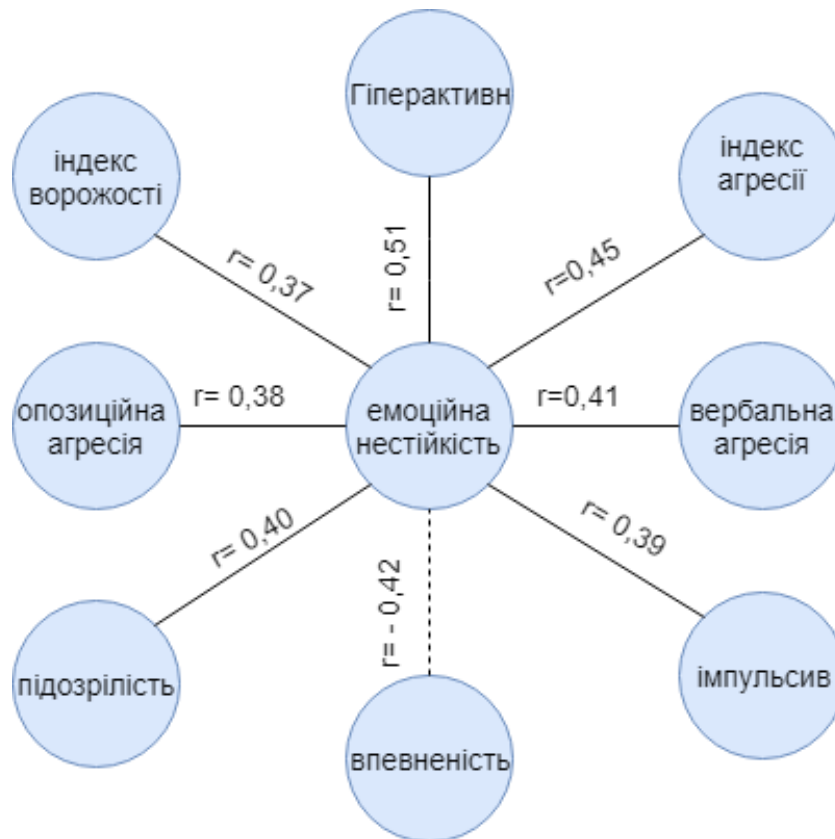 Гіперактивн
індекс
ворожості
індекс
агресії
r= 0,37
r= 0,51
r=0,45
опозиційна
агресія
r= 0,38
емоційна
нестійкість
r=0,41
вербальна
агресія
r= 0,40
r= - 0,42
r= 0,39
підозрілість
впевненість
імпульсив